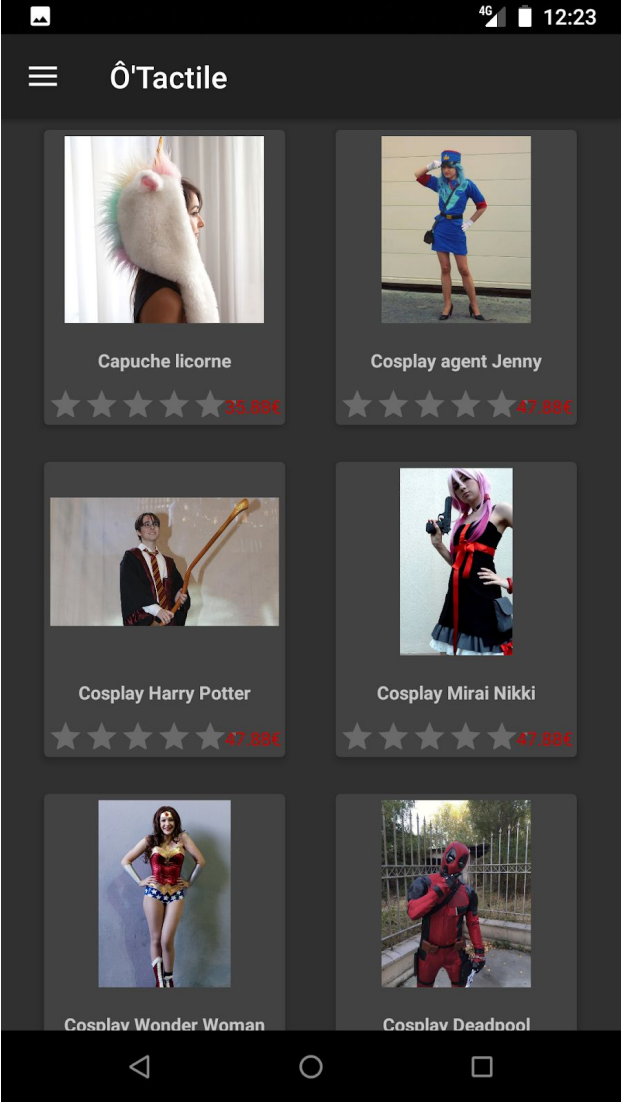 4G 12:23
Ô'Tactile
Capuche licorne
Cosplay agent Jenny
35.88€
47.88€
Cosplay Harry Potter
Cosplay Mirai Nikki
47.88€
47.88€
Cosplay Wonder Woman
Cosplay Deadpool